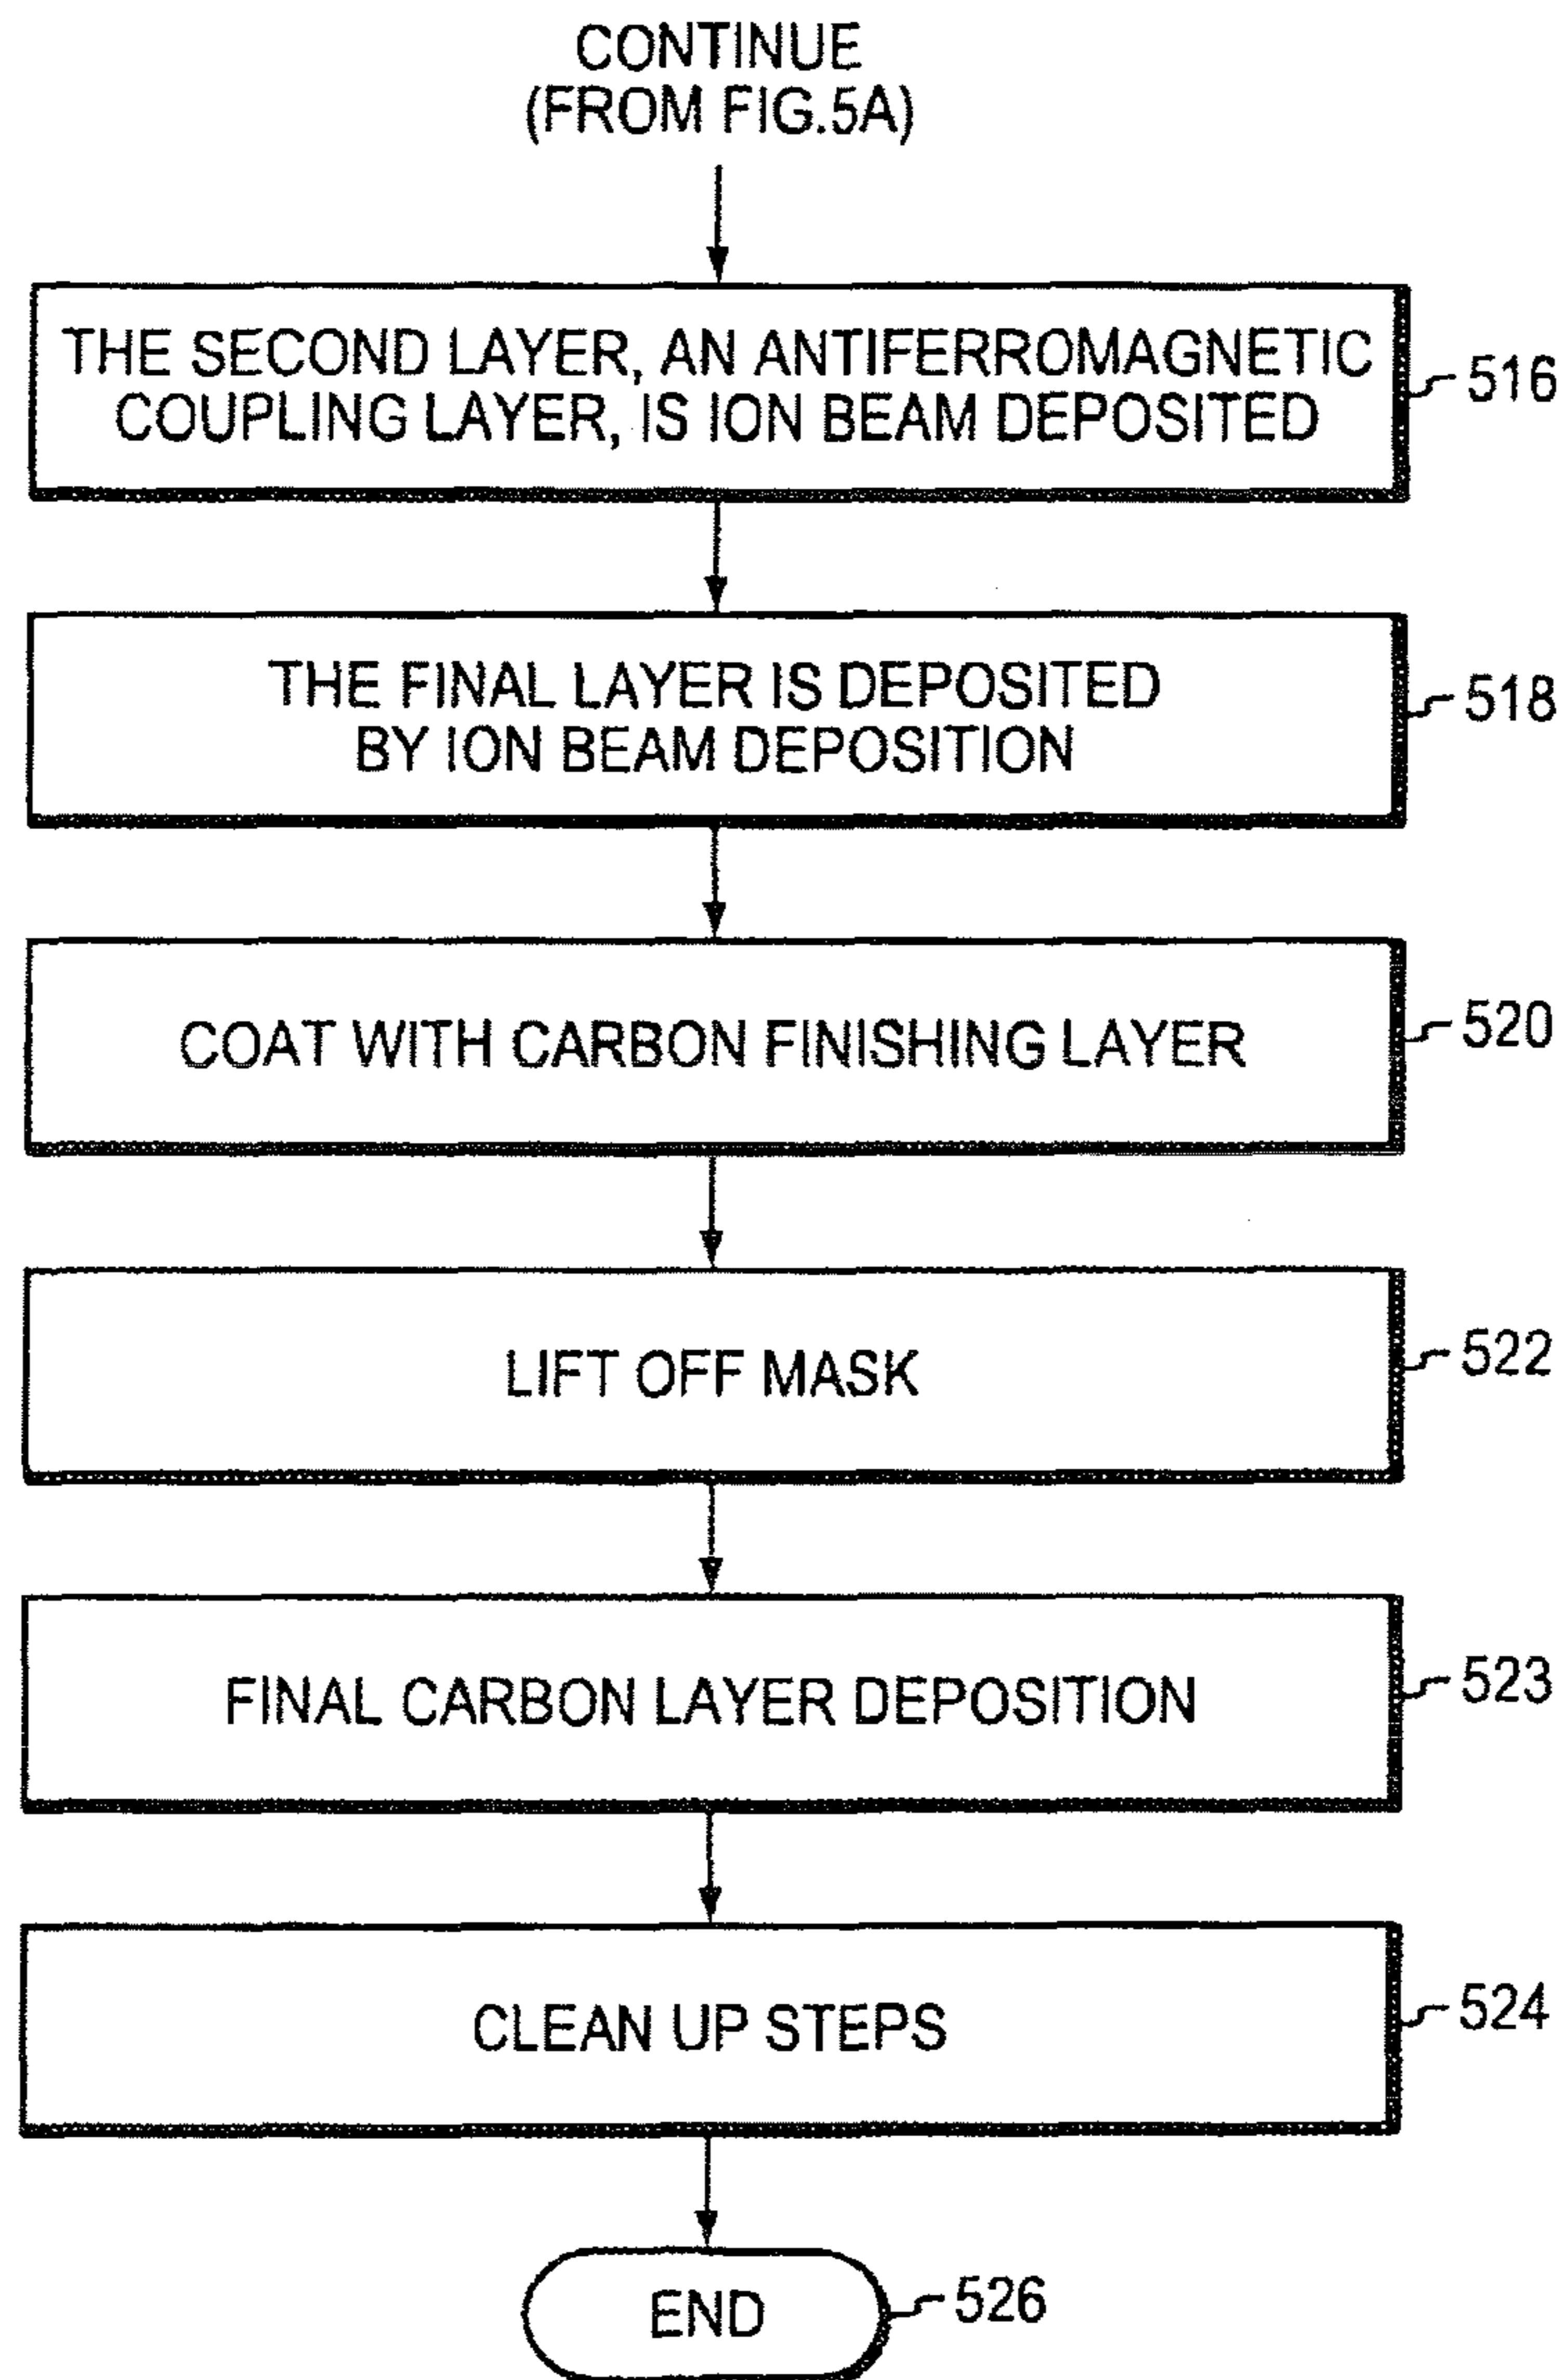 CONTINUE
(FROM FIG.5A)
THE SECOND LAYER, AN ANTIFERROMAGNETIC
COUPLING LAYER, IS ION BEAM DEPOSITED
516
THE FINAL LAYER IS DEPOSITED
BY ION BEAM DEPOSITION
518
COAT WITH CARBON FINISHING LAYER
520
LIFT OFF MASK
522
FINAL CARBON LAYER DEPOSITION
523
CLEAN UP STEPS
524
END
526